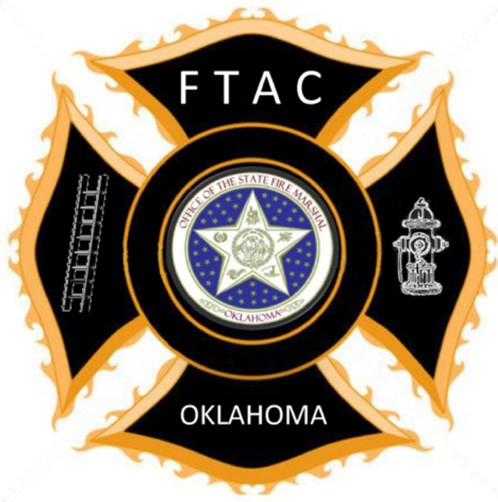 FTAC
OFFICE OF THE STATE FIRE MARSHAL
OKLAHOMA
OKLAHOMA